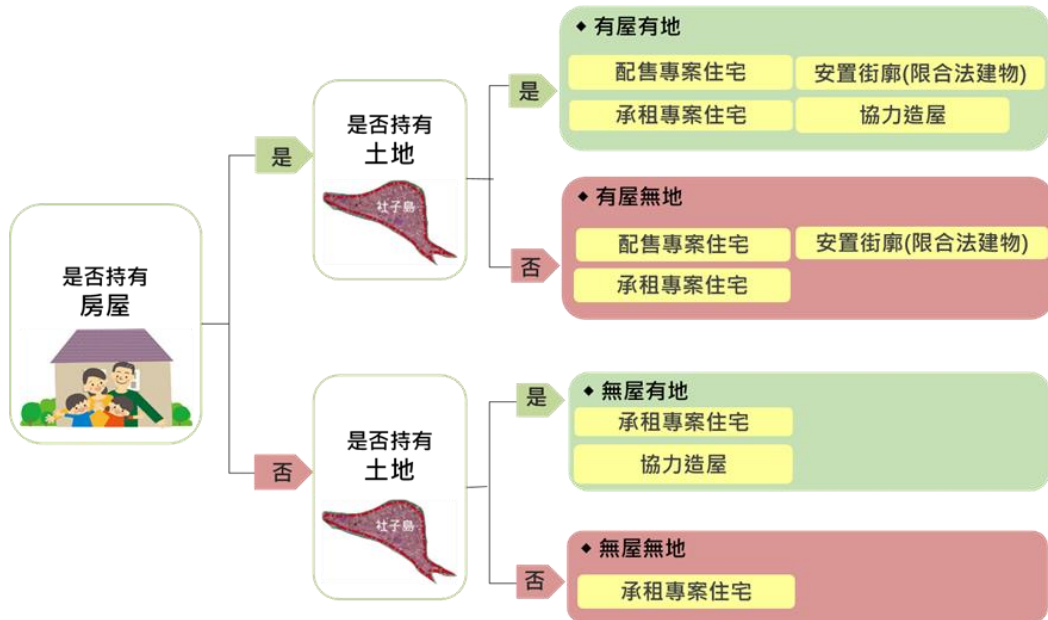 是否持有
房屋
是
否
是否持有
土地
社子島
是
否
◆ 有屋有地
配售專案住宅
安置街廓(限合法建物)
承租專案住宅
協力造屋
◆ 有屋無地
配售專案住宅
安置街廓(限合法建物)
承租專案住宅
是否持有
土地
社子島
是
否
◆ 無屋有地
承租專案住宅
協力造屋
◆ 無屋無地
承租專案住宅